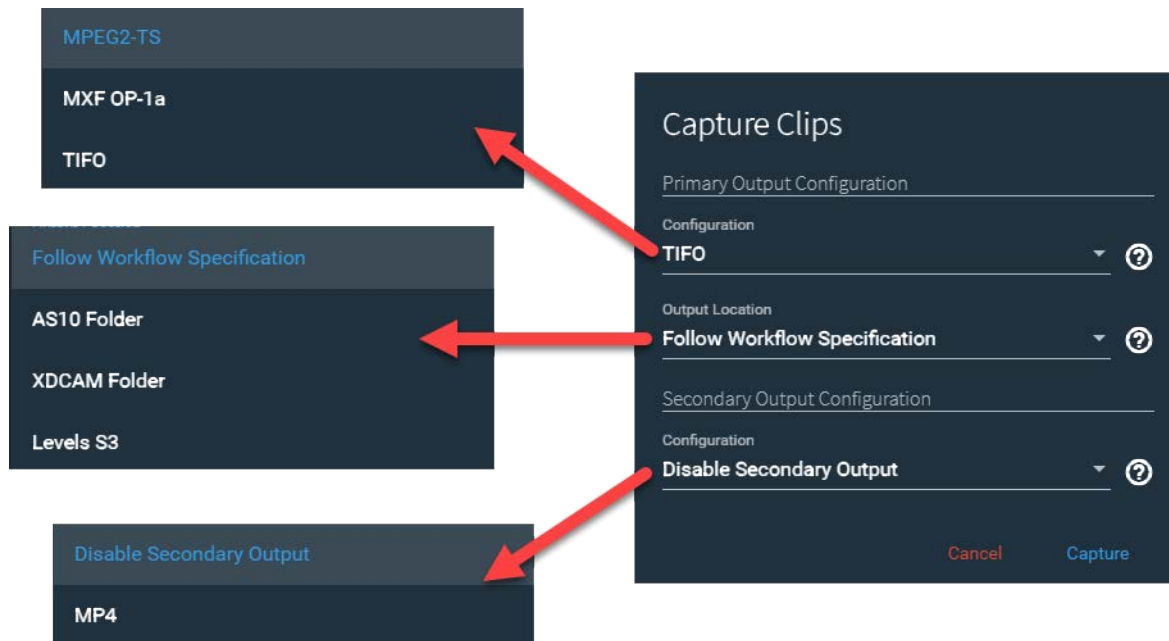 MPEG2-TS
MXF OP-1a
TIFO
Follow Workflow Specification
AS10 Folder
XDCAM Folder
Levels S3
Disable Secondary Output
MP4
Capture Clips
Primary Output Configuration
Configuration
TIFO
Output Location
Follow Workflow Specification
Secondary Output Configuration
Configuration
Disable Secondary Output
Cancel Capture